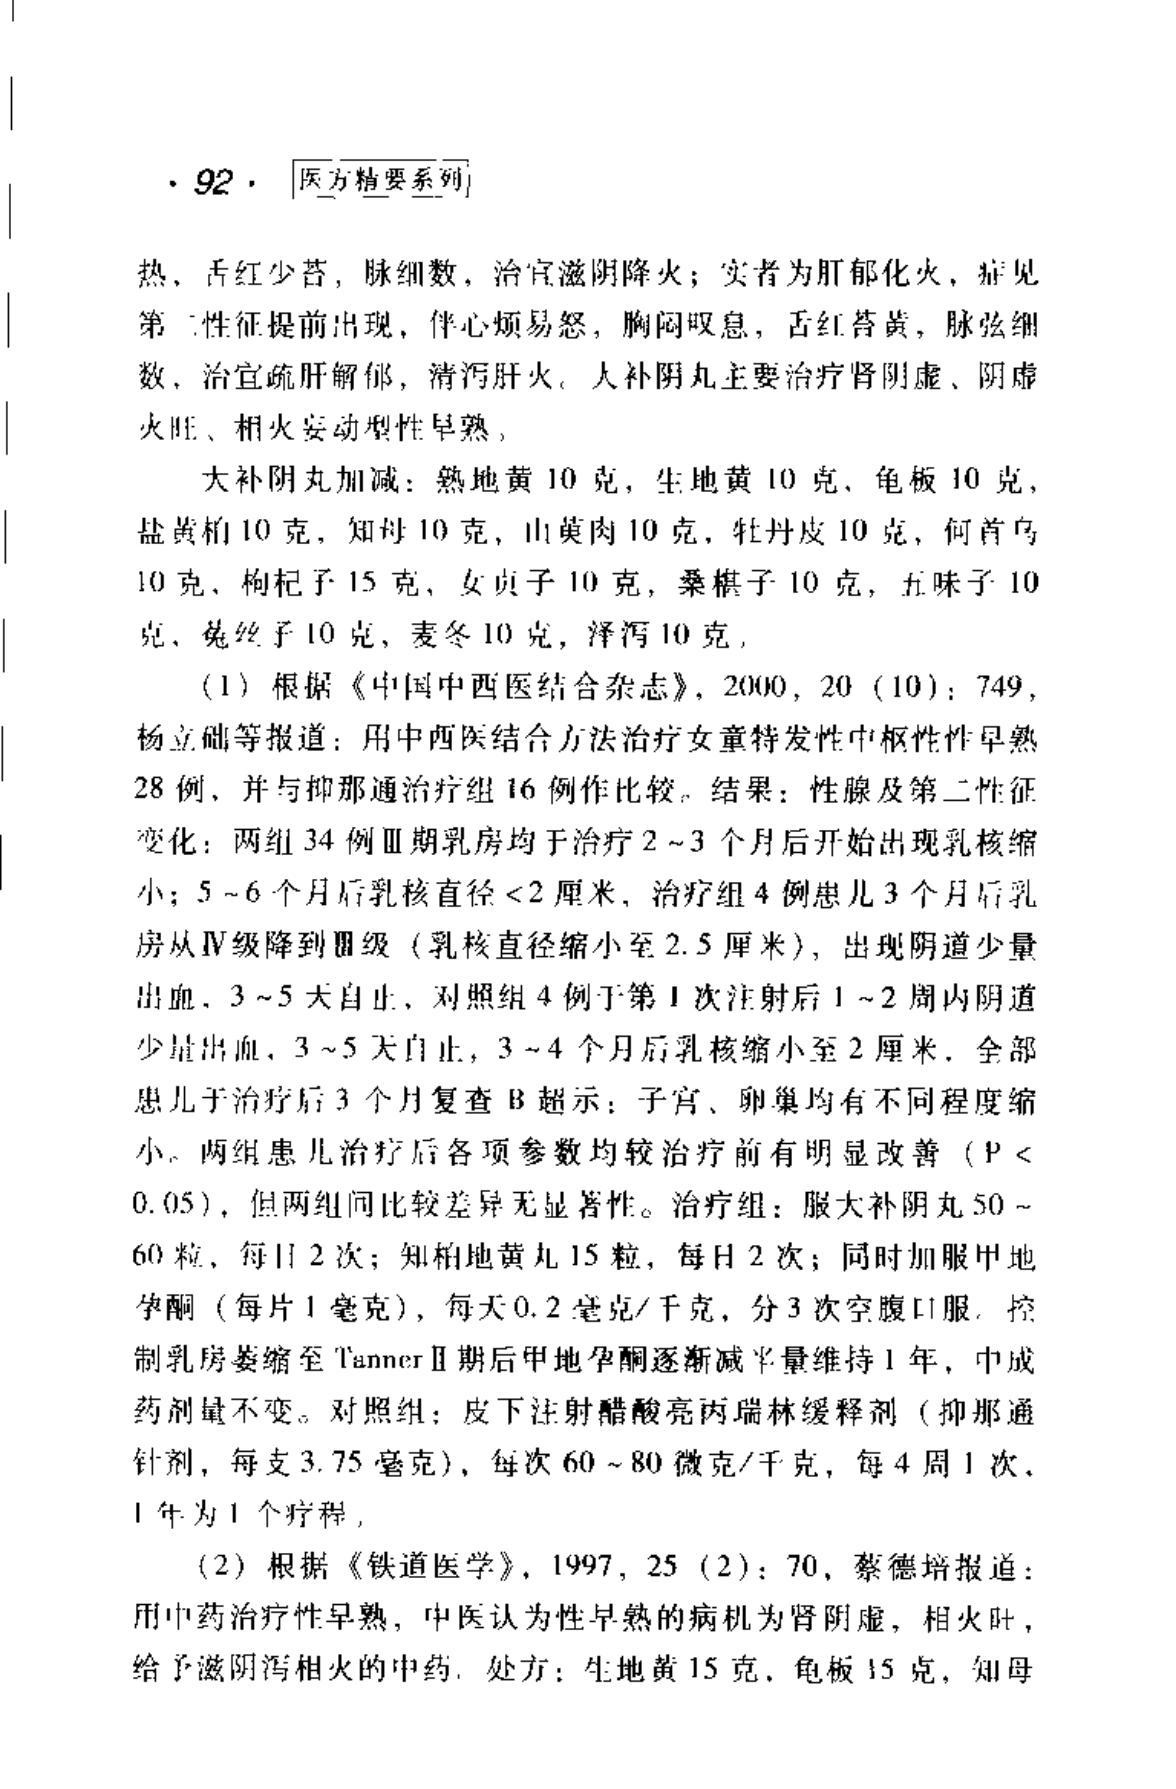 · 92 · 医方精要系列
热，舌红少苔，脉细数，治宜滋阴降火；实者为肝郁化火，症见
第二性征提前出现，伴心烦易怒，胸闷叹息，舌红苔黄，脉弦细
数，治宜疏肝解郁，清泻肝火。大补阴丸主要治疗肾阴虚、阴虚
火旺、相火妄动型性早熟。
大补阴丸加减：熟地黄 10 克，生地黄 10 克，龟板 10 克，
盐黄柏 10 克，知母 10 克，山萸肉 10 克，牡丹皮 10 克，何首乌
10 克，枸杞子 15 克，女贞子 10 克，桑椹子 10 克，五味子 10
克，菟丝子 10 克，麦冬 10 克，泽泻 10 克。
（1）根据《中国中西医结合杂志》，2000，20（10）：749，
杨立础等报道：用中西医结合方法治疗女童特发性中枢性性早熟
28 例，并与抑那通治疗组 16 例作比较。结果：性腺及第二性征
变化：两组 34 例Ⅲ期乳房均于治疗 2～3 个月后开始出现乳核缩
小；5～6 个月后乳核直径<2 厘米，治疗组 4 例患儿 3 个月后乳
房从Ⅳ级降到Ⅲ级（乳核直径缩小至 2.5 厘米），出现阴道少量
出血，3～5 天自止，对照组 4 例于第 1 次注射后 1～2 周内阴道
少量出血，3～5 天自止，3～4 个月后乳核缩小至 2 厘米，全部
患儿于治疗后 3 个月复查 B 超示：子宫、卵巢均有不同程度缩
小。两组患儿治疗后各项参数均较治疗前有明显改善（P<
0.05），但两组间比较差异无显著性。治疗组：服大补阴丸 50～
60 粒，每日 2 次；知柏地黄丸 15 粒，每日 2 次；同时加服甲地
孕酮（每片 1 毫克），每天 0.2 毫克/千克，分 3 次空腹口服。控
制乳房萎缩至 TannerⅡ期后甲地孕酮逐渐减半量维持 1 年，中成
药剂量不变。对照组：皮下注射醋酸亮丙瑞林缓释剂（抑那通
针剂，每支 3.75 毫克），每次 60～80 微克/千克，每 4 周 1 次，
1 年为 1 个疗程。
（2）根据《铁道医学》，1997，25（2）：70，蔡德培报道：
用中药治疗性早熟，中医认为性早熟的病机为肾阴虚，相火旺，
给予滋阴泻相火的中药。处方：生地黄 15 克，龟板 15 克，知母